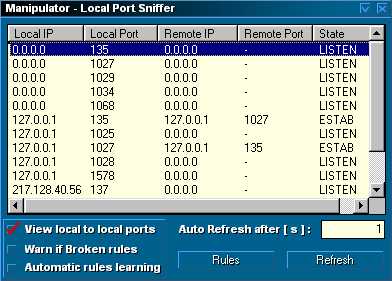 Manipulator - Local Port Sniffer
Local IP Local Port Remote IP Remote Port State
0.0.0.0 135 0.0.0.0 - LISTEN
0.0.0.0 1027 0.0.0.0 - LISTEN
0.0.0.0 1029 0.0.0.0 - LISTEN
0.0.0.0 1034 0.0.0.0 - LISTEN
0.0.0.0 1068 0.0.0.0 - LISTEN
127.0.0.1 135 127.0.0.1 1027 ESTAB
127.0.0.1 1025 0.0.0.0 - LISTEN
127.0.0.1 1027 127.0.0.1 135 ESTAB
127.0.0.1 1028 0.0.0.0 - LISTEN
127.0.0.1 1578 0.0.0.0 - LISTEN
217.128.40.56 137 0.0.0.0 - LISTEN
View local to local ports Auto Refresh after [ s ] : 1
Warn if Broken rules
Automatic rules learning Rules Refresh